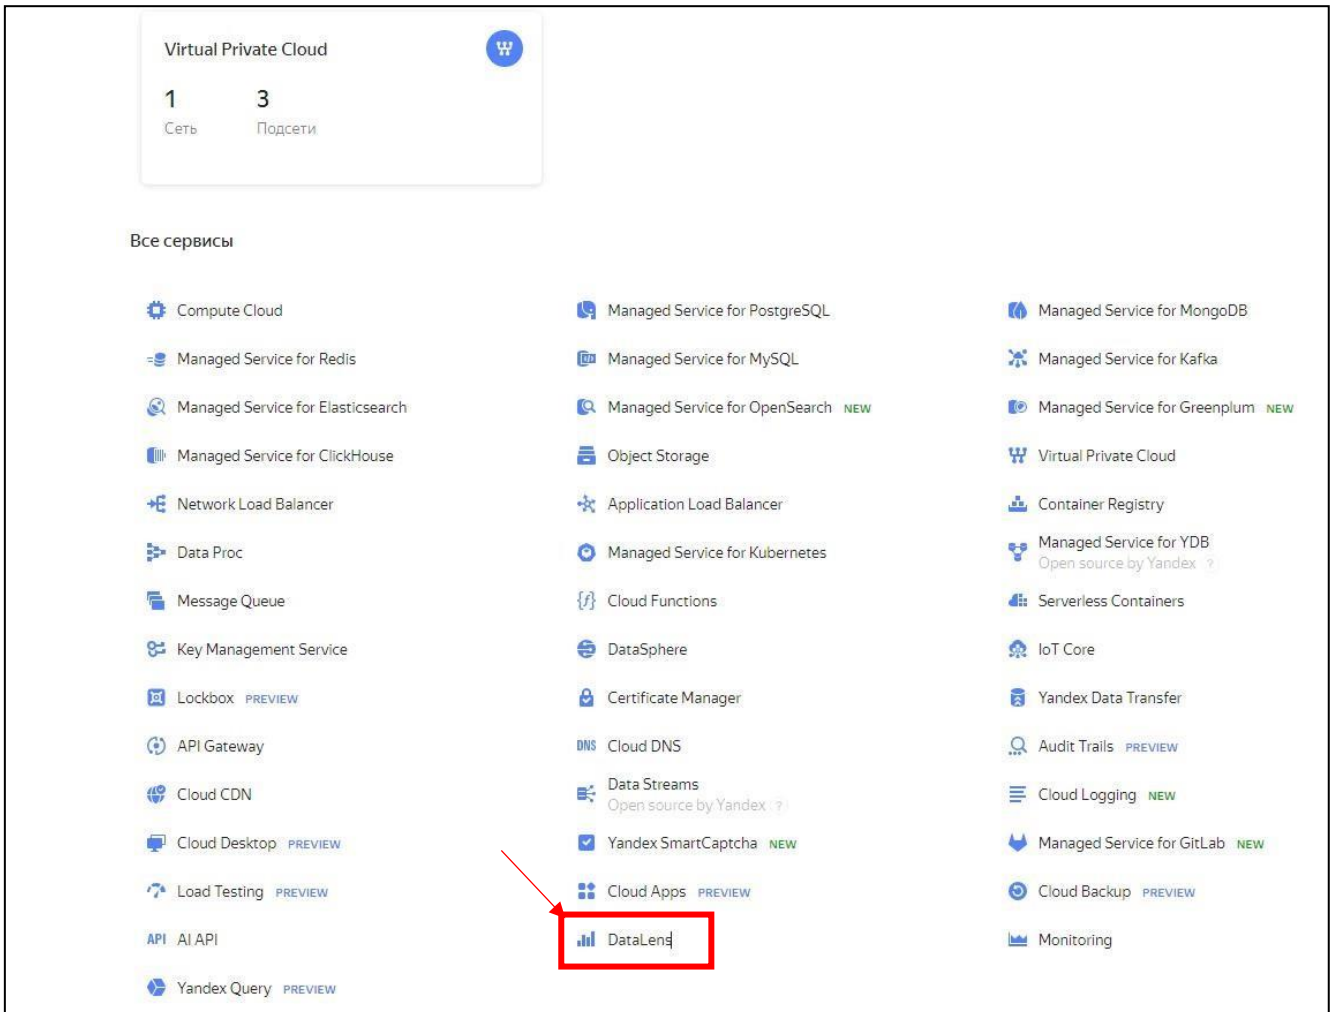 Virtual Private Cloud
1 3
Сеть Подсети
Все сервисы
Compute Cloud Managed Service for PostgreSQL Managed Service for MongoDB
Managed Service for Redis Managed Service for MySQL Managed Service for Kafka
Managed Service for Elasticsearch Managed Service for OpenSearch NEW Managed Service for Greenplum NEW
Managed Service for ClickHouse Object Storage Virtual Private Cloud
Network Load Balancer Application Load Balancer Container Registry
Data Proc Managed Service for Kubernetes Managed Service for YDB
Open source by Yandex ?
Message Queue {f} Cloud Functions Serverless Containers
Key Management Service DataSphere IoT Core
Lockbox PREVIEW Certificate Manager Yandex Data Transfer
API Gateway DNS Cloud DNS Audit Trails PREVIEW
Cloud CDN Data Streams Cloud Logging NEW
Open source by Yandex ?
Cloud Desktop PREVIEW Yandex SmartCaptcha NEW Managed Service for GitLab NEW
Load Testing PREVIEW Cloud Apps PREVIEW Cloud Backup PREVIEW
API AI API DataLens Monitoring
Yandex Query PREVIEW